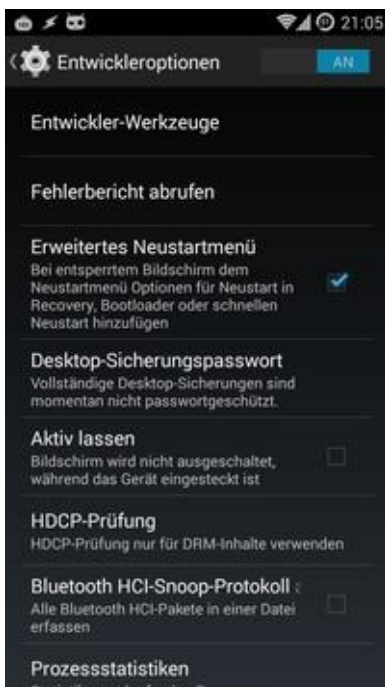 21:05
Entwickleroptionen
AN
Entwickler-Werkzeuge
Fehlerbericht abrufen
Erweitertes Neustartmenü
Bei entsperrtem Bildschirm dem
Neustartmenü Optionen für Neustart in
Recovery, Bootloader oder schnellen
Neustart hinzufügen
Desktop-Sicherungspasswort
Vollständige Desktop-Sicherungen sind
momentan nicht passwortgeschützt.
Aktiv lassen
Bildschirm wird nicht ausgeschaltet,
während das Gerät eingesteckt ist
HDCP-Prüfung
HDCP-Prüfung nur für DRM-Inhalte verwenden
Bluetooth HCI-Snoop-Protokoll
Alle Bluetooth HCI-Pakete in einer Datei
erfassen
Prozessstatistiken